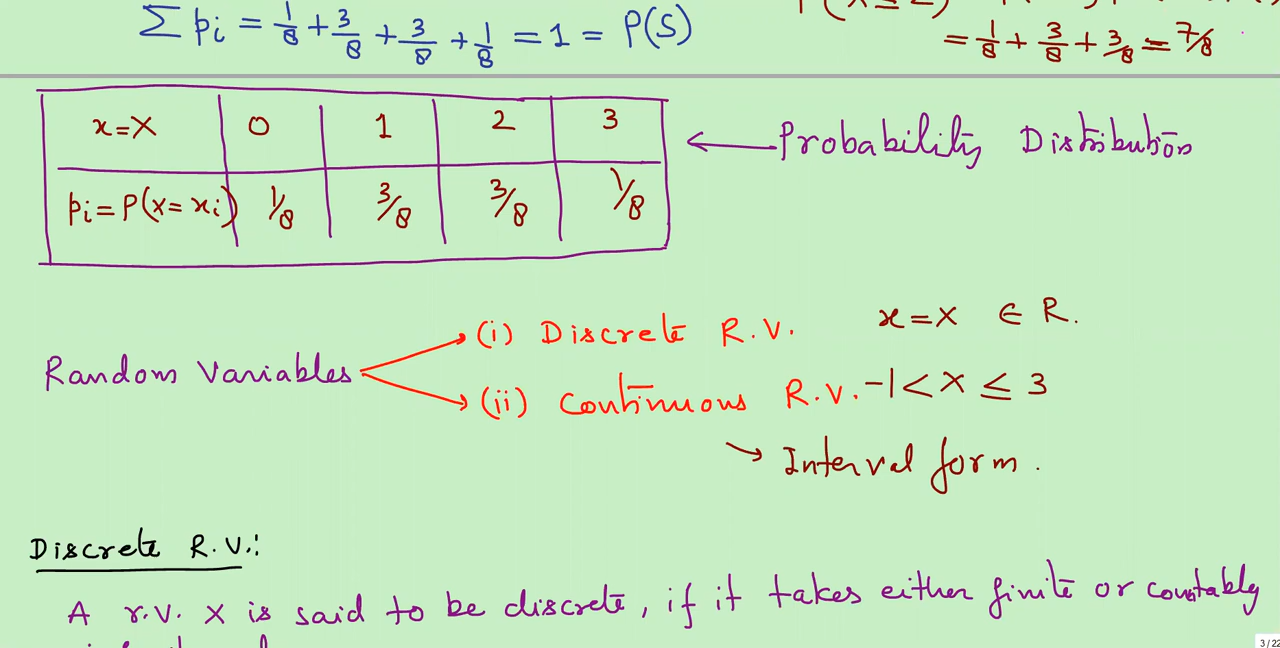 ∑ pi = 1/8 + 3/8 + 3/8 + 1/8 = 1 = P(S)
= 1/8 + 3/8 + 3/8 = 7/8
x=X 0 1 2 3
pi=P(x=xi) 1/8 3/8 3/8 1/8
← Probability Distribution
Random Variables
(i) Discrete R.V. x=X ∈ R.
(ii) Continuous R.V. -1<x≤3
→ Interval form.
Discrete R.V.:
A r.v. X is said to be discrete, if it takes either finite or countably
3/22